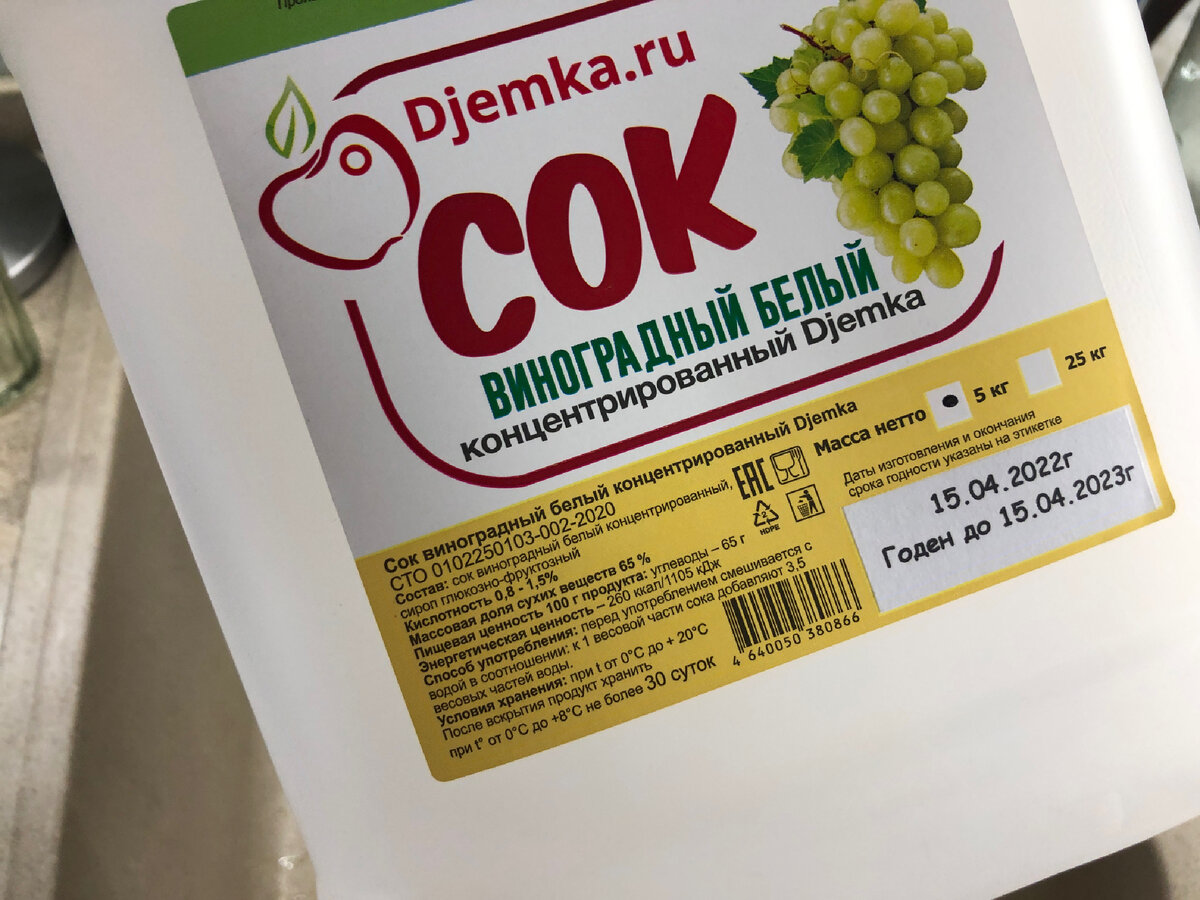 Djemka.ru
СОК
ВИНОГРАДНЫЙ БЕЛЫЙ
концентрированный Djemka
Масса нетто 5 кг 25 кг
Даты изготовления и окончания
срока годности указаны на этикетке
15.04.2022г
Годен до 15.04.2023г
Сок виноградный белый концентрированный Djemka
СТО 0102250103-002-2020
Состав: сок виноградный белый концентрированный,
сироп глюкозно-фруктозный
Кислотность 0,8 - 1,5%
Массовая доля сухих веществ 65 %
Пищевая ценность 100 г продукта: углеводы – 65 г
Энергетическая ценность – 260 ккал/1105 кДж
Способ употребления: перед употреблением смешивается с
водой в соотношении: к 1 весовой части сока добавляют 3,5
весовых частей воды.
Условия хранения: при t от 0°С до + 20°С
После вскрытия продукт хранить
при t° от 0°С до +8°С не более 30 суток
EAC
2
HDPE
4 640050 380866